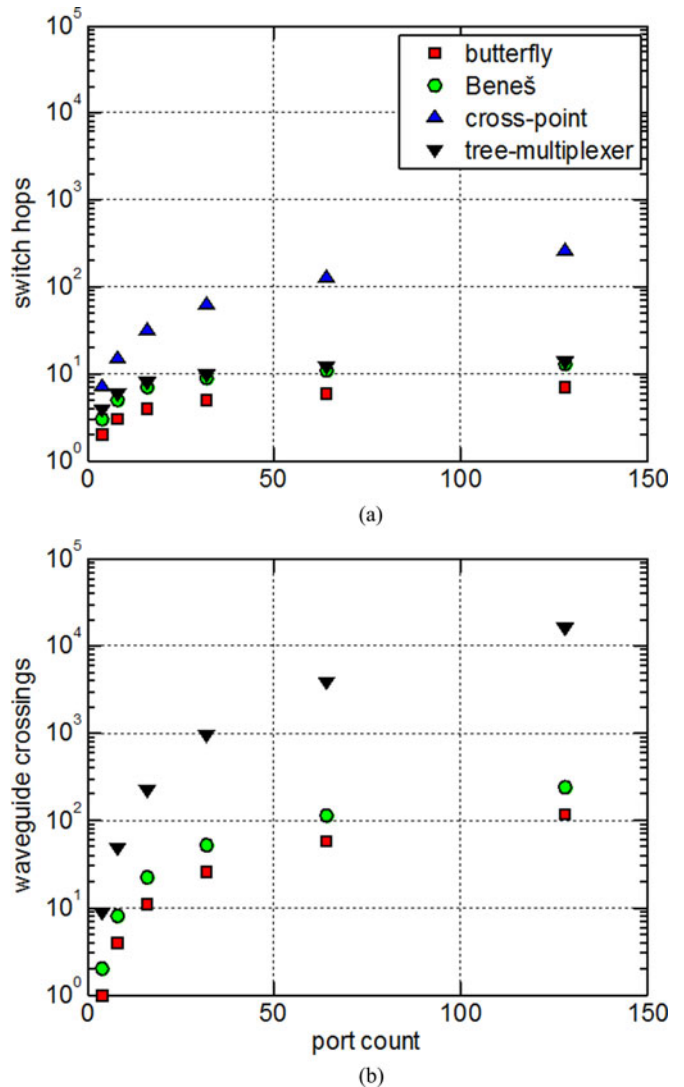 10^5
10^4
10^3
10^2
10^1
10^0
switch hops
butterfly
Beneš
cross-point
tree-multiplexer
0 50 100 150
(a)
10^5
10^4
10^3
10^2
10^1
10^0
waveguide crossings
0 50 100 150
port count
(b)